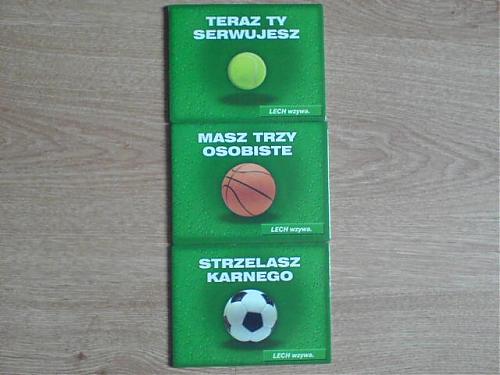 TERAZ TY
SERWUJESZ
LECH wzywa.
MASZ TRZY
OSOBISTE
LECH wzywa.
STRZELASZ
KARNEGO
LECH wzywa.